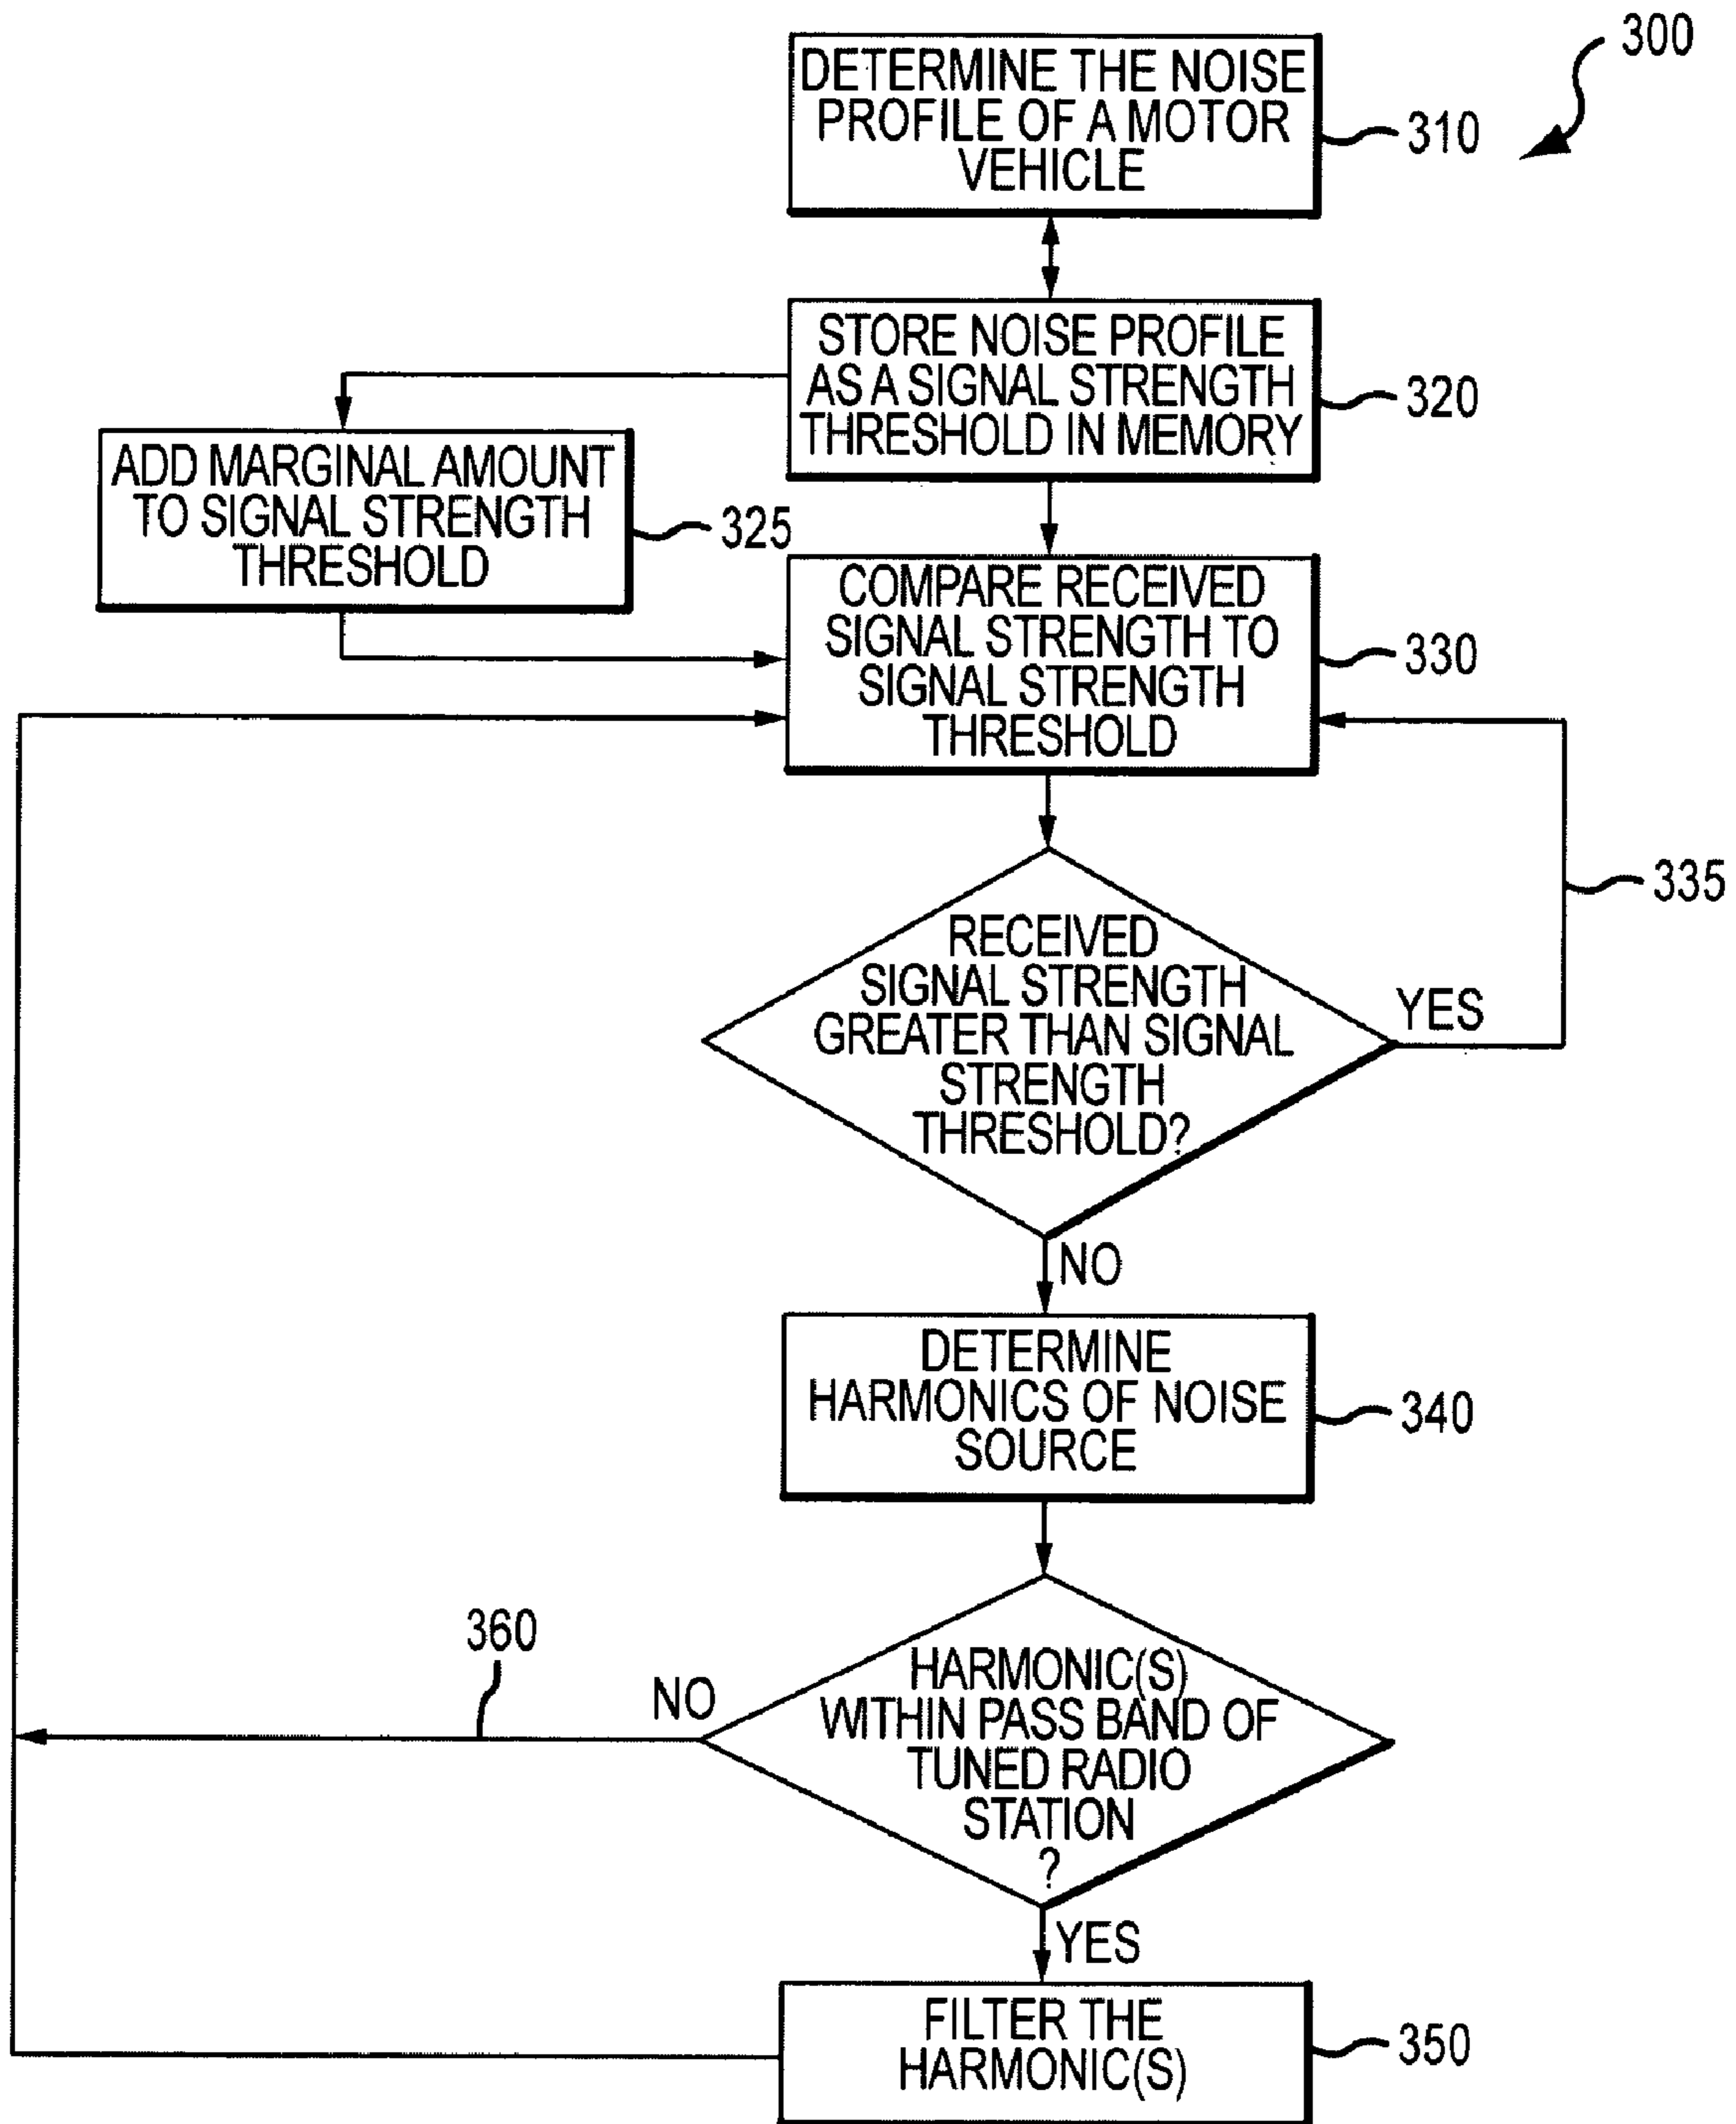 300
DETERMINE THE NOISE
PROFILE OF A MOTOR
VEHICLE
310
STORE NOISE PROFILE
AS A SIGNAL STRENGTH
THRESHOLD IN MEMORY
320
ADD MARGINAL AMOUNT
TO SIGNAL STRENGTH
THRESHOLD
325
COMPARE RECEIVED
SIGNAL STRENGTH TO
SIGNAL STRENGTH
THRESHOLD
330
335
RECEIVED
SIGNAL STRENGTH
GREATER THAN SIGNAL
STRENGTH
THRESHOLD?
YES
NO
DETERMINE
HARMONICS OF NOISE
SOURCE
340
360
NO
HARMONIC(S)
WITHIN PASS BAND OF
TUNED RADIO
STATION
?
YES
FILTER THE
HARMONIC(S)
350